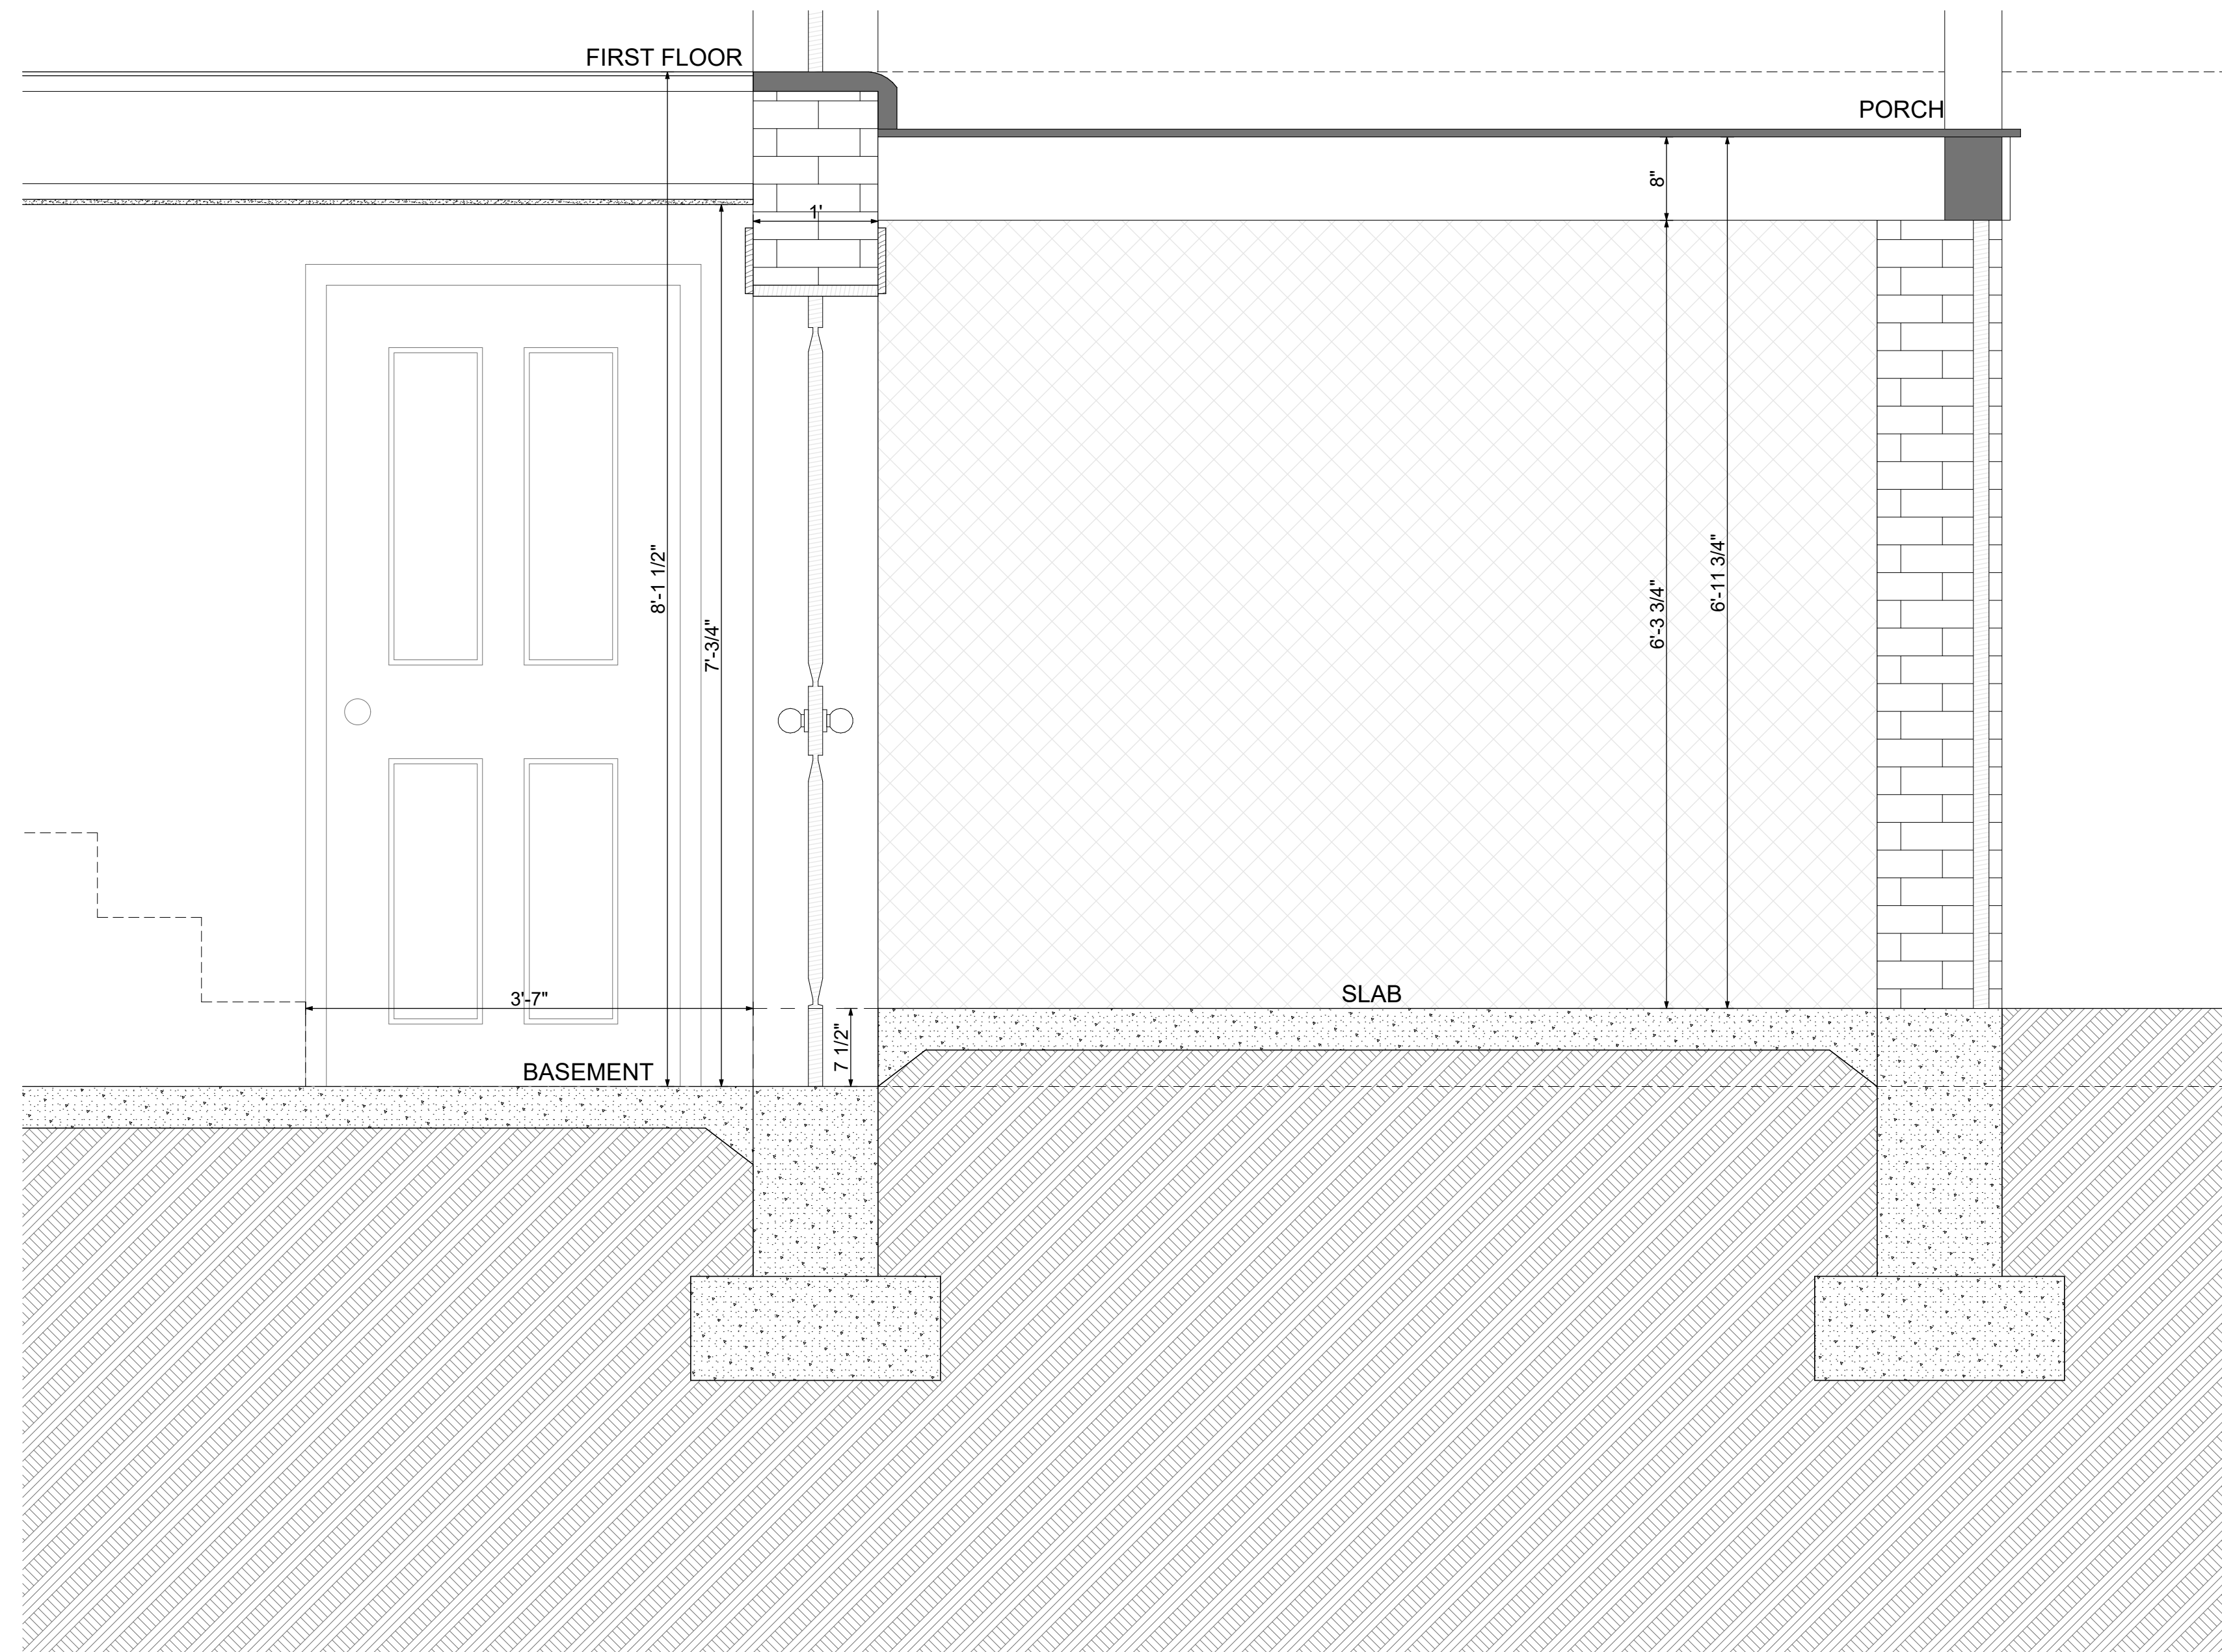 FIRST FLOOR
PORCH
8"
1'
8'-1 1/2"
7'-3/4"
6'-3 3/4"
6'-11 3/4"
3'-7"
SLAB
7 1/2"
BASEMENT